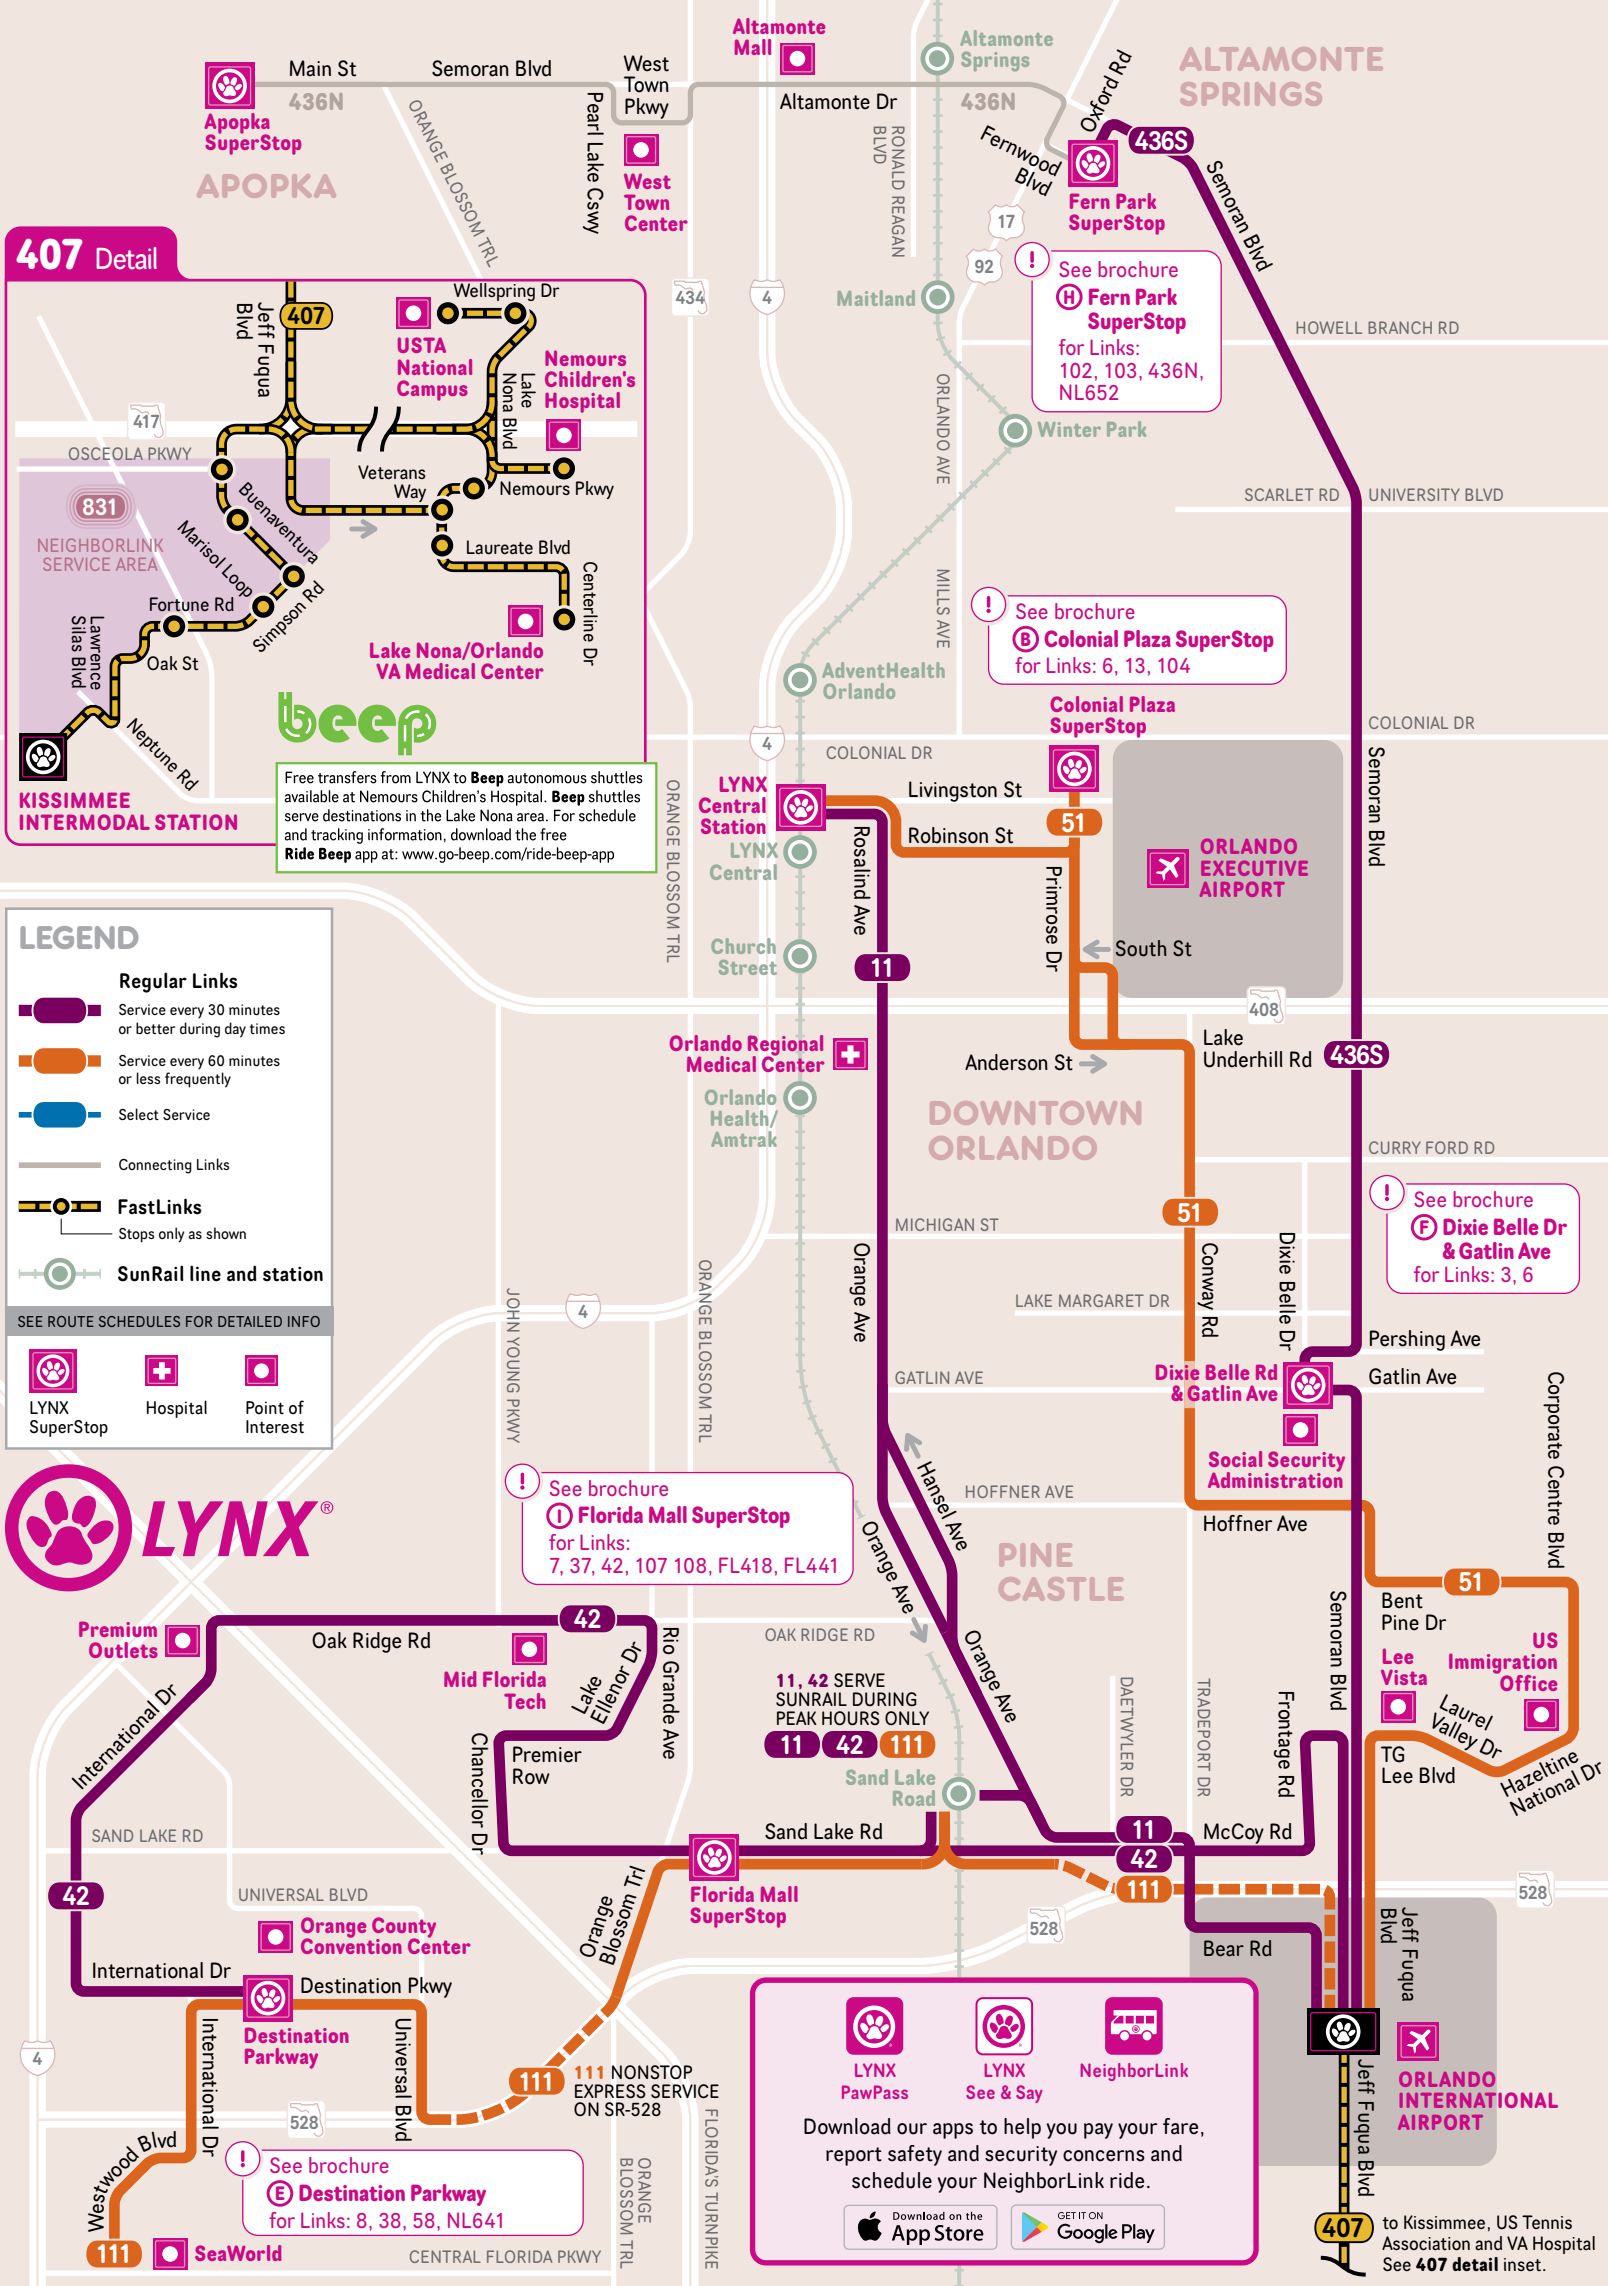 Altamonte
Mall
Altamonte
Springs
ALTAMONTE
SPRINGS
Main St
Semoran Blvd
West
Town
Pkwy
436N
Altamonte Dr
436N
Oxford Rd
436S
Apopka
SuperStop
APOPKA
ORANGE BLOSSOM TRL
Pearl Lake Cswy
West
Town
Center
RONALD REAGAN
BLVD
Fernwood
Blvd
Fern Park
SuperStop
Semoran Blvd
17
92
434
4
Maitland
!
See brochure
H Fern Park
SuperStop
for Links:
102, 103, 436N,
NL652
HOWELL BRANCH RD
ORLANDO AVE
Winter Park
SCARLET RD
UNIVERSITY BLVD
407 Detail
Jeff Fuqua
Blvd
407
Wellspring Dr
USTA
National
Campus
Lake
Nona Blvd
Nemours
Children's
Hospital
417
OSCEOLA PKWY
Veterans
Way
Nemours Pkwy
831
NEIGHBORLINK
SERVICE AREA
Buenaventura
Marisol Loop
Simpson Rd
Laureate Blvd
Centerline Dr
Fortune Rd
Oak St
Lawrence
Silas Blvd
Neptune Rd
Lake Nona/Orlando
VA Medical Center
KISSIMMEE
INTERMODAL STATION
beep
Free transfers from LYNX to Beep autonomous shuttles
available at Nemours Children's Hospital. Beep shuttles
serve destinations in the Lake Nona area. For schedule
and tracking information, download the free
Ride Beep app at: www.go-beep.com/ride-beep-app
MILLS AVE
!
See brochure
B Colonial Plaza SuperStop
for Links: 6, 13, 104
AdventHealth
Orlando
Colonial Plaza
SuperStop
4
COLONIAL DR
COLONIAL DR
Semoran Blvd
ORANGE BLOSSOM TRL
LYNX
Central
Station
Livingston St
Robinson St
51
LYNX
Central
Rosalind Ave
Primrose Dr
ORLANDO
EXECUTIVE
AIRPORT
Church
Street
11
South St
408
Orlando Regional
Medical Center
Anderson St
Lake
Underhill Rd
436S
Orlando
Health/
Amtrak
DOWNTOWN
ORLANDO
CURRY FORD RD
LEGEND
Regular Links
Service every 30 minutes
or better during day times
Service every 60 minutes
or less frequently
Select Service
Connecting Links
FastLinks
Stops only as shown
SunRail line and station
SEE ROUTE SCHEDULES FOR DETAILED INFO
LYNX
SuperStop
Hospital
Point of
Interest
LYNX®
!
See brochure
F Dixie Belle Dr
& Gatlin Ave
for Links: 3, 6
MICHIGAN ST
51
Orange Ave
Conway Rd
Dixie Belle Dr
LAKE MARGARET DR
Pershing Ave
Gatlin Ave
Dixie Belle Rd
& Gatlin Ave
GATLIN AVE
JOHN YOUNG PKWY
4
ORANGE BLOSSOM TRL
Social Security
Administration
Corporate Centre Blvd
Hansel Ave
HOFFNER AVE
Hoffner Ave
!
See brochure
I Florida Mall SuperStop
for Links:
7, 37, 42, 107 108, FL418, FL441
Orange Ave
PINE
CASTLE
51
Bent
Pine Dr
Semoran Blvd
Premium
Outlets
42
Oak Ridge Rd
Mid Florida
Tech
Lake
Ellenor Dr
Rio Grande Ave
OAK RIDGE RD
Orange Ave
11, 42 SERVE
SUNRAIL DURING
PEAK HOURS ONLY
11
42
111
Sand Lake
Road
DAETWYLER DR
TRADEPORT DR
Frontage Rd
Lee
Vista
US
Immigration
Office
Laurel
Valley Dr
TG
Lee Blvd
Hazeltine
National Dr
International Dr
Chancellor Dr
Premier
Row
SAND LAKE RD
Sand Lake Rd
11
McCoy Rd
42
111
42
UNIVERSAL BLVD
Orange
Blossom Trl
Florida Mall
SuperStop
528
528
Bear Rd
Jeff Fuqua
Blvd
Orange County
Convention Center
International Dr
Destination Pkwy
Destination
Parkway
International Dr
Universal Blvd
4
111
111 NONSTOP
EXPRESS SERVICE
ON SR-528
528
Westwood Blvd
!
See brochure
E Destination Parkway
for Links: 8, 38, 58, NL641
111
SeaWorld
CENTRAL FLORIDA PKWY
ORANGE
BLOSSOM TRL
FLORIDA'S TURNPIKE
LYNX
PawPass
LYNX
See & Say
NeighborLink
Download our apps to help you pay your fare,
report safety and security concerns and
schedule your NeighborLink ride.
Download on the
App Store
GET IT ON
Google Play
ORLANDO
INTERNATIONAL
AIRPORT
Jeff Fuqua Blvd
407
to Kissimmee, US Tennis
Association and VA Hospital
See 407 detail inset.